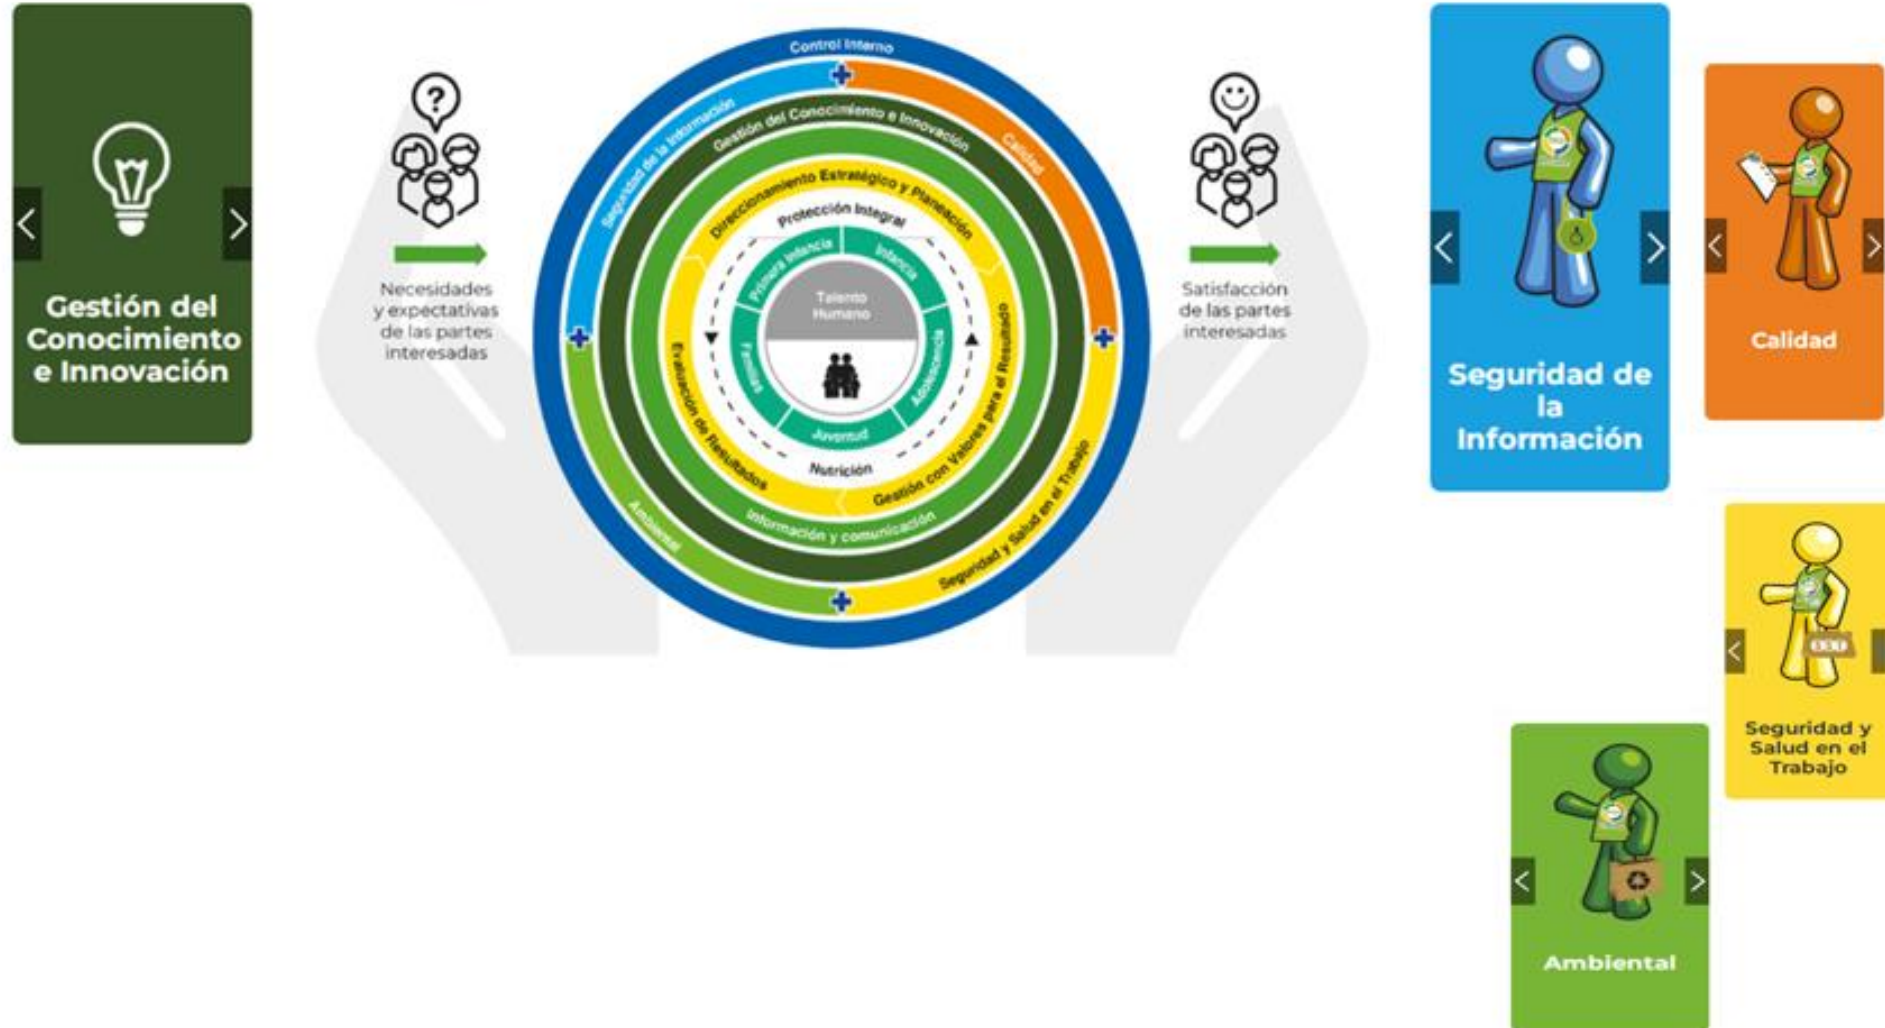 Gestión del
Conocimiento
e Innovación
Necesidades
y expectativas
de las partes
interesadas
Control Interno
Seguridad de la Información
Calidad
Gestión del Conocimiento e Innovación
Direccionamiento Estratégico y Planeación
Protección Integral
Primera Infancia
Infancia
Talento
Humano
Familias
Adolescencia
Juventud
Nutrición
Evaluación de Resultados
Gestión con Valores para el Resultado
Información y comunicación
Ambiental
Seguridad y Salud en el Trabajo
Satisfacción
de las partes
interesadas
Seguridad de
la
Información
Calidad
SST
Seguridad y
Salud en el
Trabajo
Ambiental